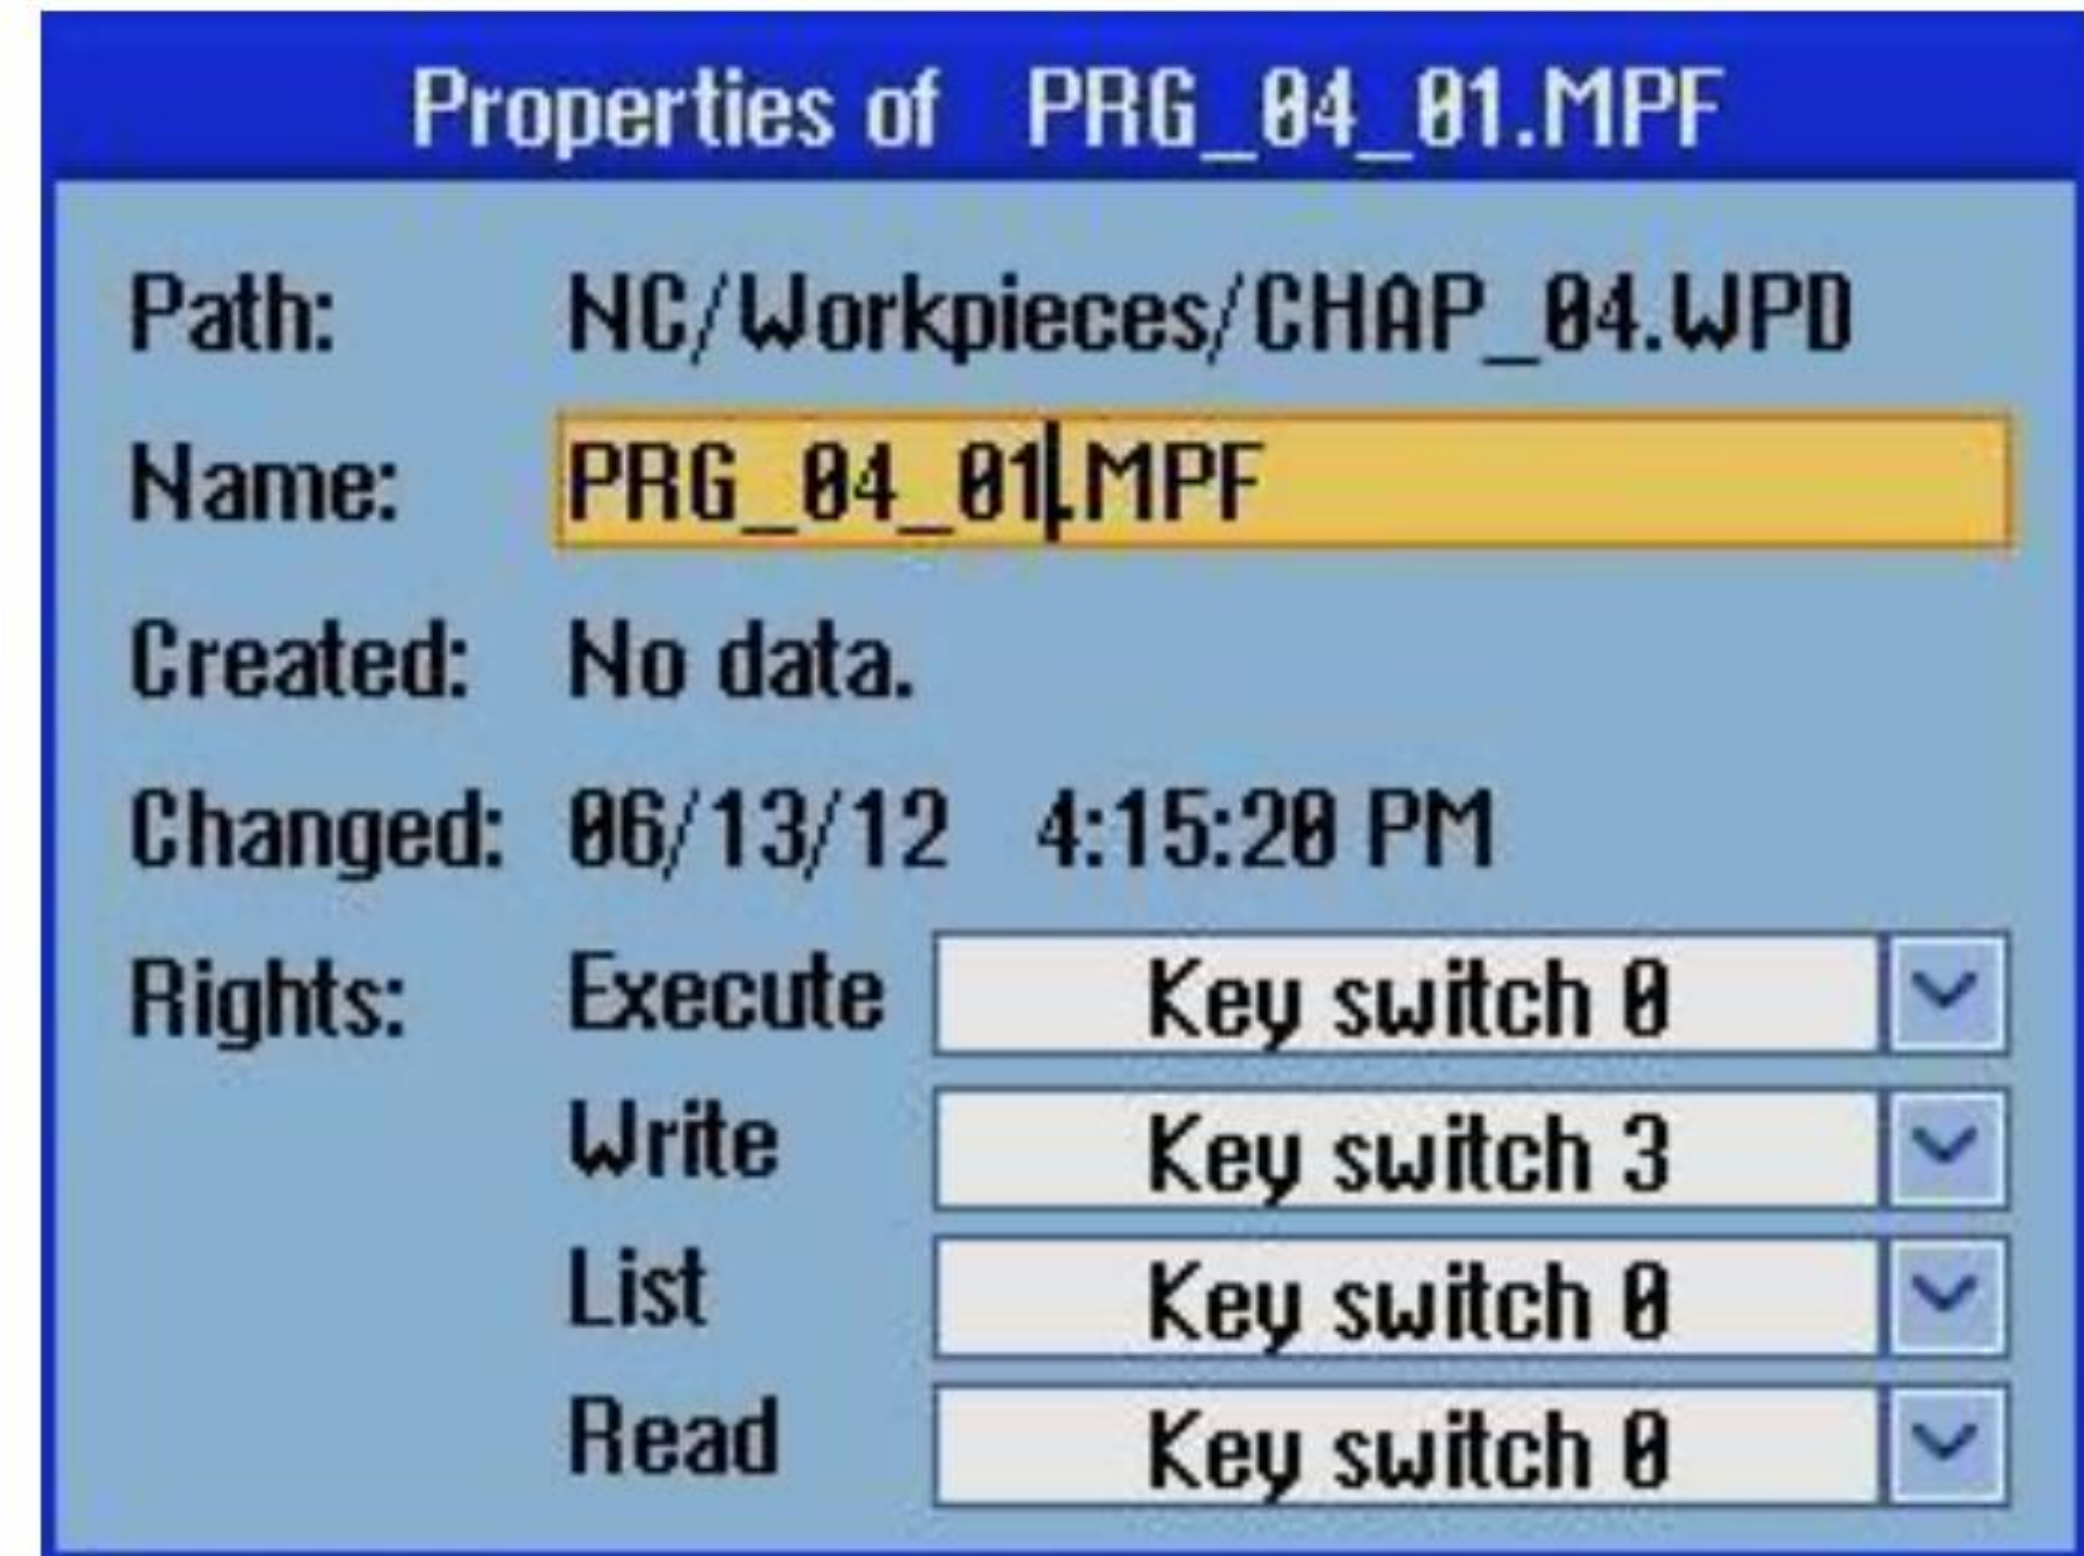 Properties of PRG_04_01.MPF
Path: NC/Workpieces/CHAP_04.WPD
Name: PRG_04_01.MPF
Created: No data.
Changed: 06/13/12 4:15:20 PM
Rights: Execute Key switch 0
Write Key switch 3
List Key switch 0
Read Key switch 0